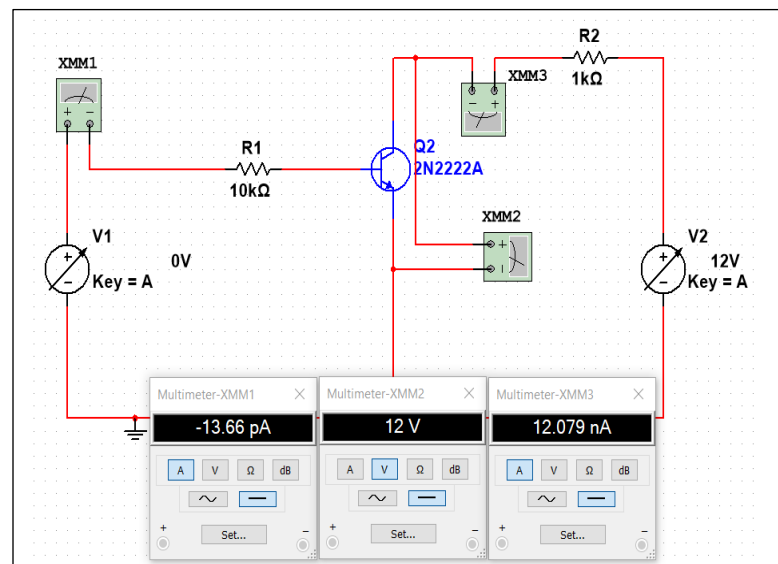 R2
1kΩ
XMM1
XMM3
+ −
− +
R1
10kΩ
Q2
2N2222A
XMM2
+
−
V1
0V
+
−
Key = A
V2
12V
+
−
Key = A
Multimeter-XMM1 ×
-13.66 pA
A V Ω dB
Set...
+ −
Multimeter-XMM2 ×
12 V
A V Ω dB
Set...
+ −
Multimeter-XMM3 ×
12.079 nA
A V Ω dB
Set...
+ −